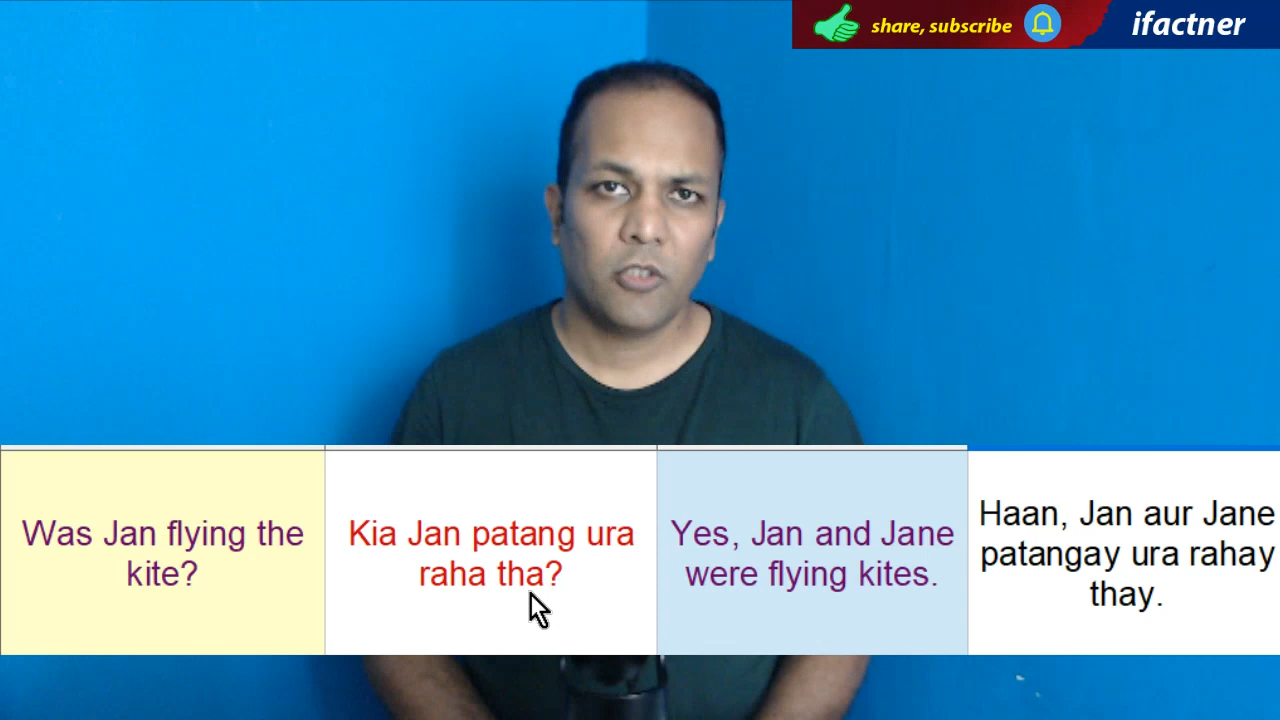 share, subscribe
ifactner
Was Jan flying the
kite?
Kia Jan patang ura
raha tha?
Yes, Jan and Jane
were flying kites.
Haan, Jan aur Jane
patangay ura rahay
thay.